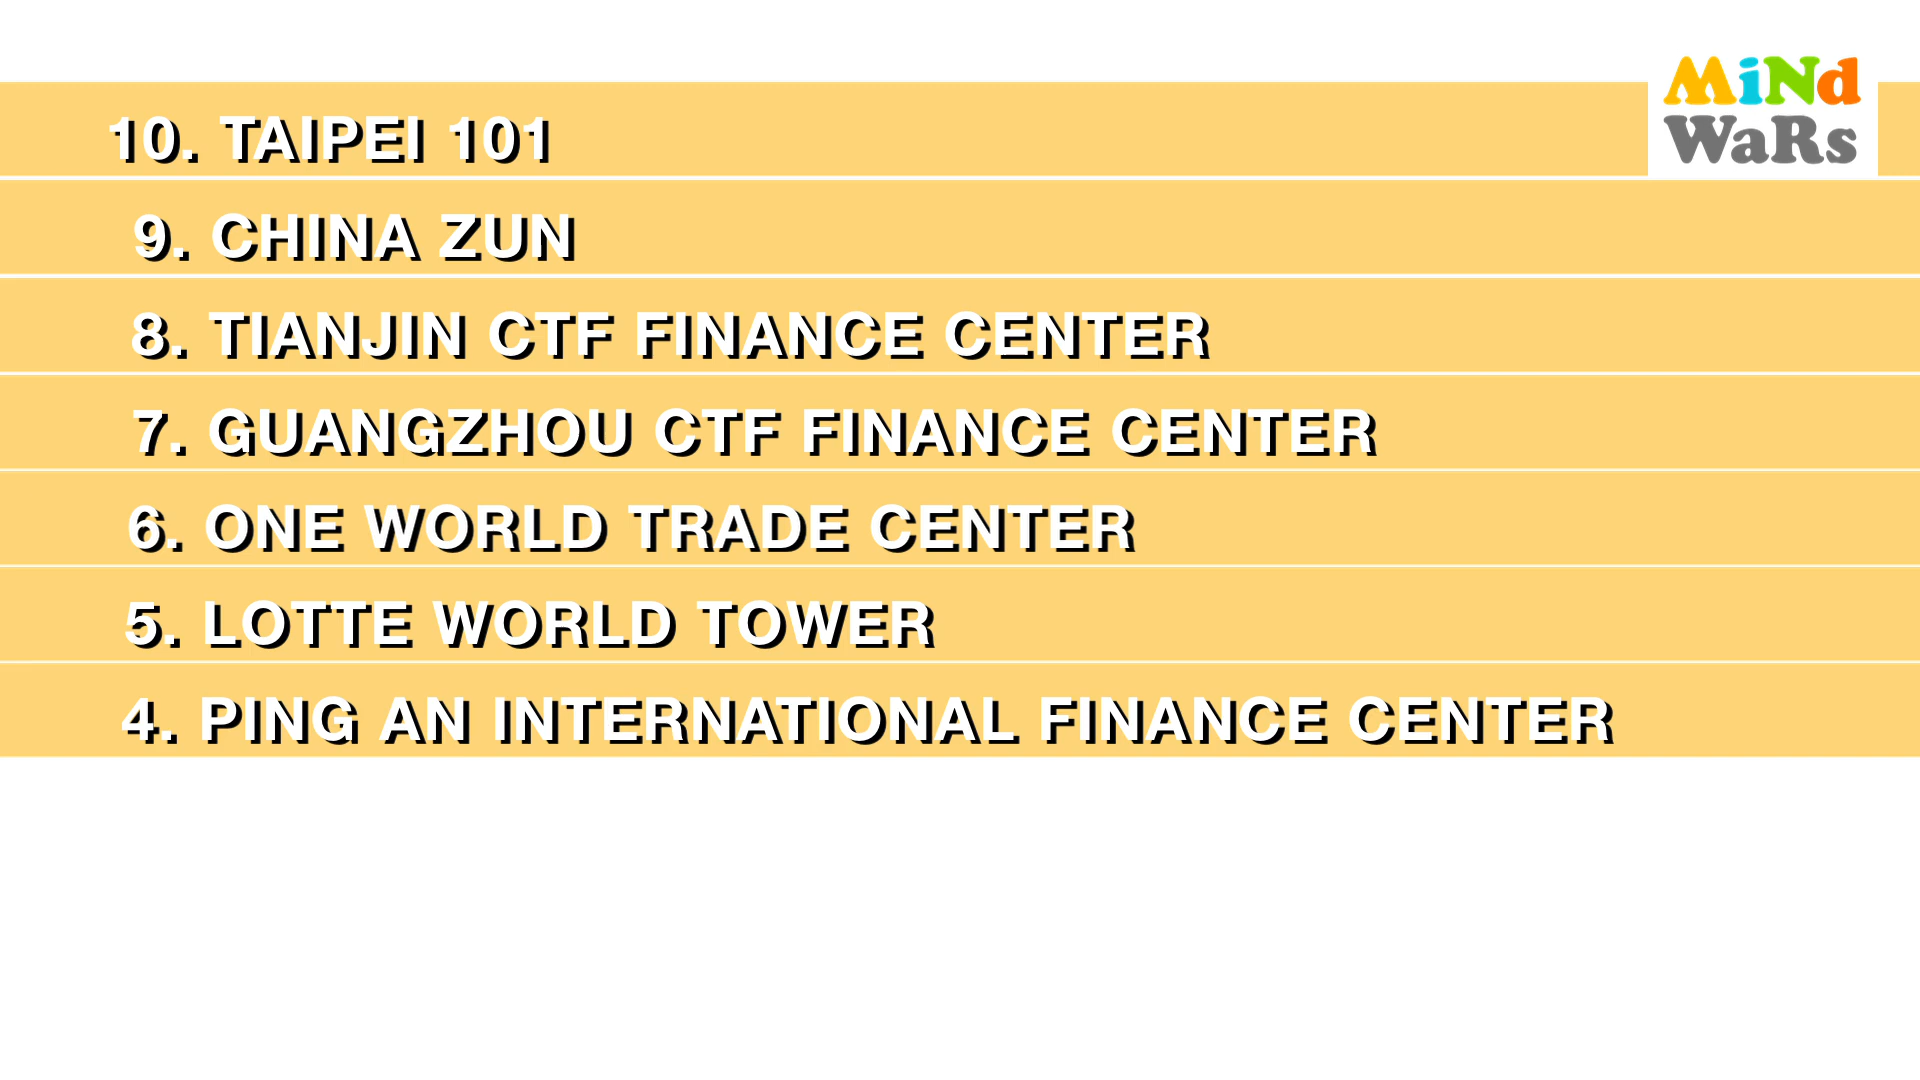 MiNd
WaRs
10. TAIPEI 101
9. CHINA ZUN
8. TIANJIN CTF FINANCE CENTER
7. GUANGZHOU CTF FINANCE CENTER
6. ONE WORLD TRADE CENTER
5. LOTTE WORLD TOWER
4. PING AN INTERNATIONAL FINANCE CENTER